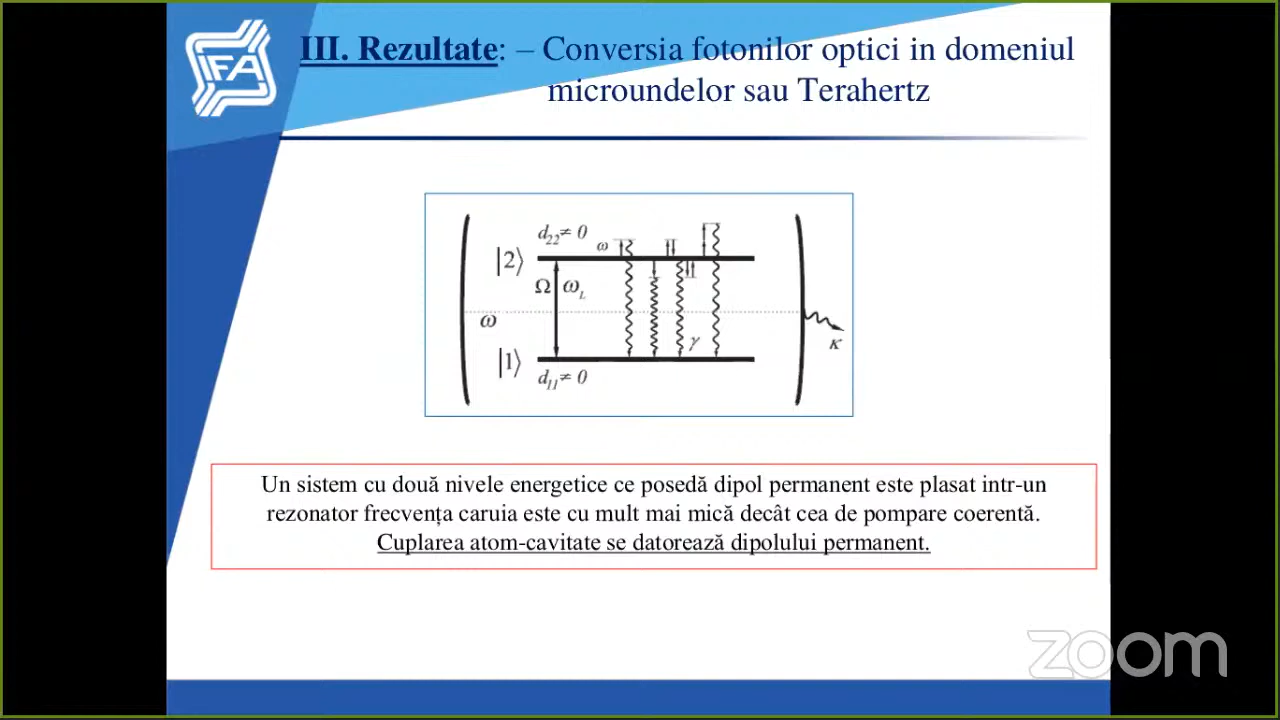 IFA
III. Rezultate: – Conversia fotonilor optici in domeniul
microundelor sau Terahertz
d22≠ 0
ω
|2⟩
Ω ωL
ω
γ
κ
|1⟩
d11≠ 0
Un sistem cu două nivele energetice ce posedă dipol permanent este plasat intr-un
rezonator frecvența caruia este cu mult mai mică decât cea de pompare coerentă.
Cuplarea atom-cavitate se datorează dipolului permanent.
zoom